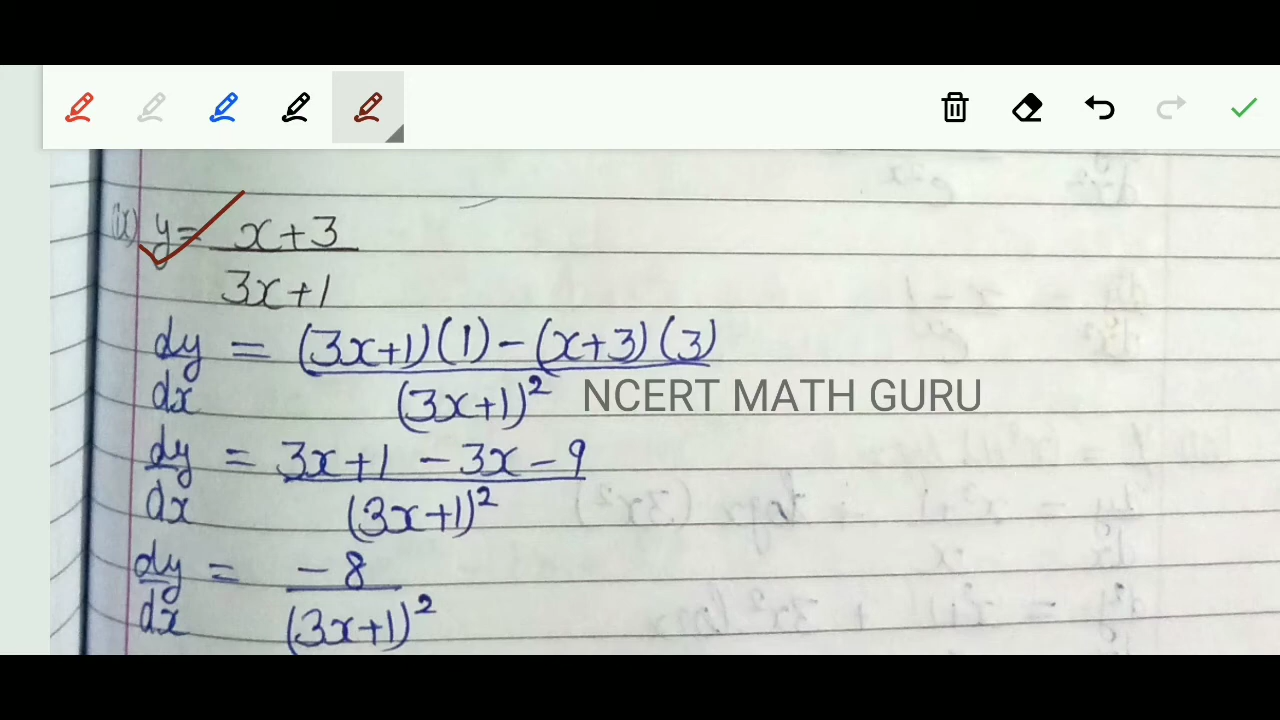 ix) y = x+3
3x+1
dy = (3x+1)(1) - (x+3)(3)
dx (3x+1)²
NCERT MATH GURU
dy = 3x+1 - 3x - 9
dx (3x+1)²
dy = -8
dx (3x+1)²